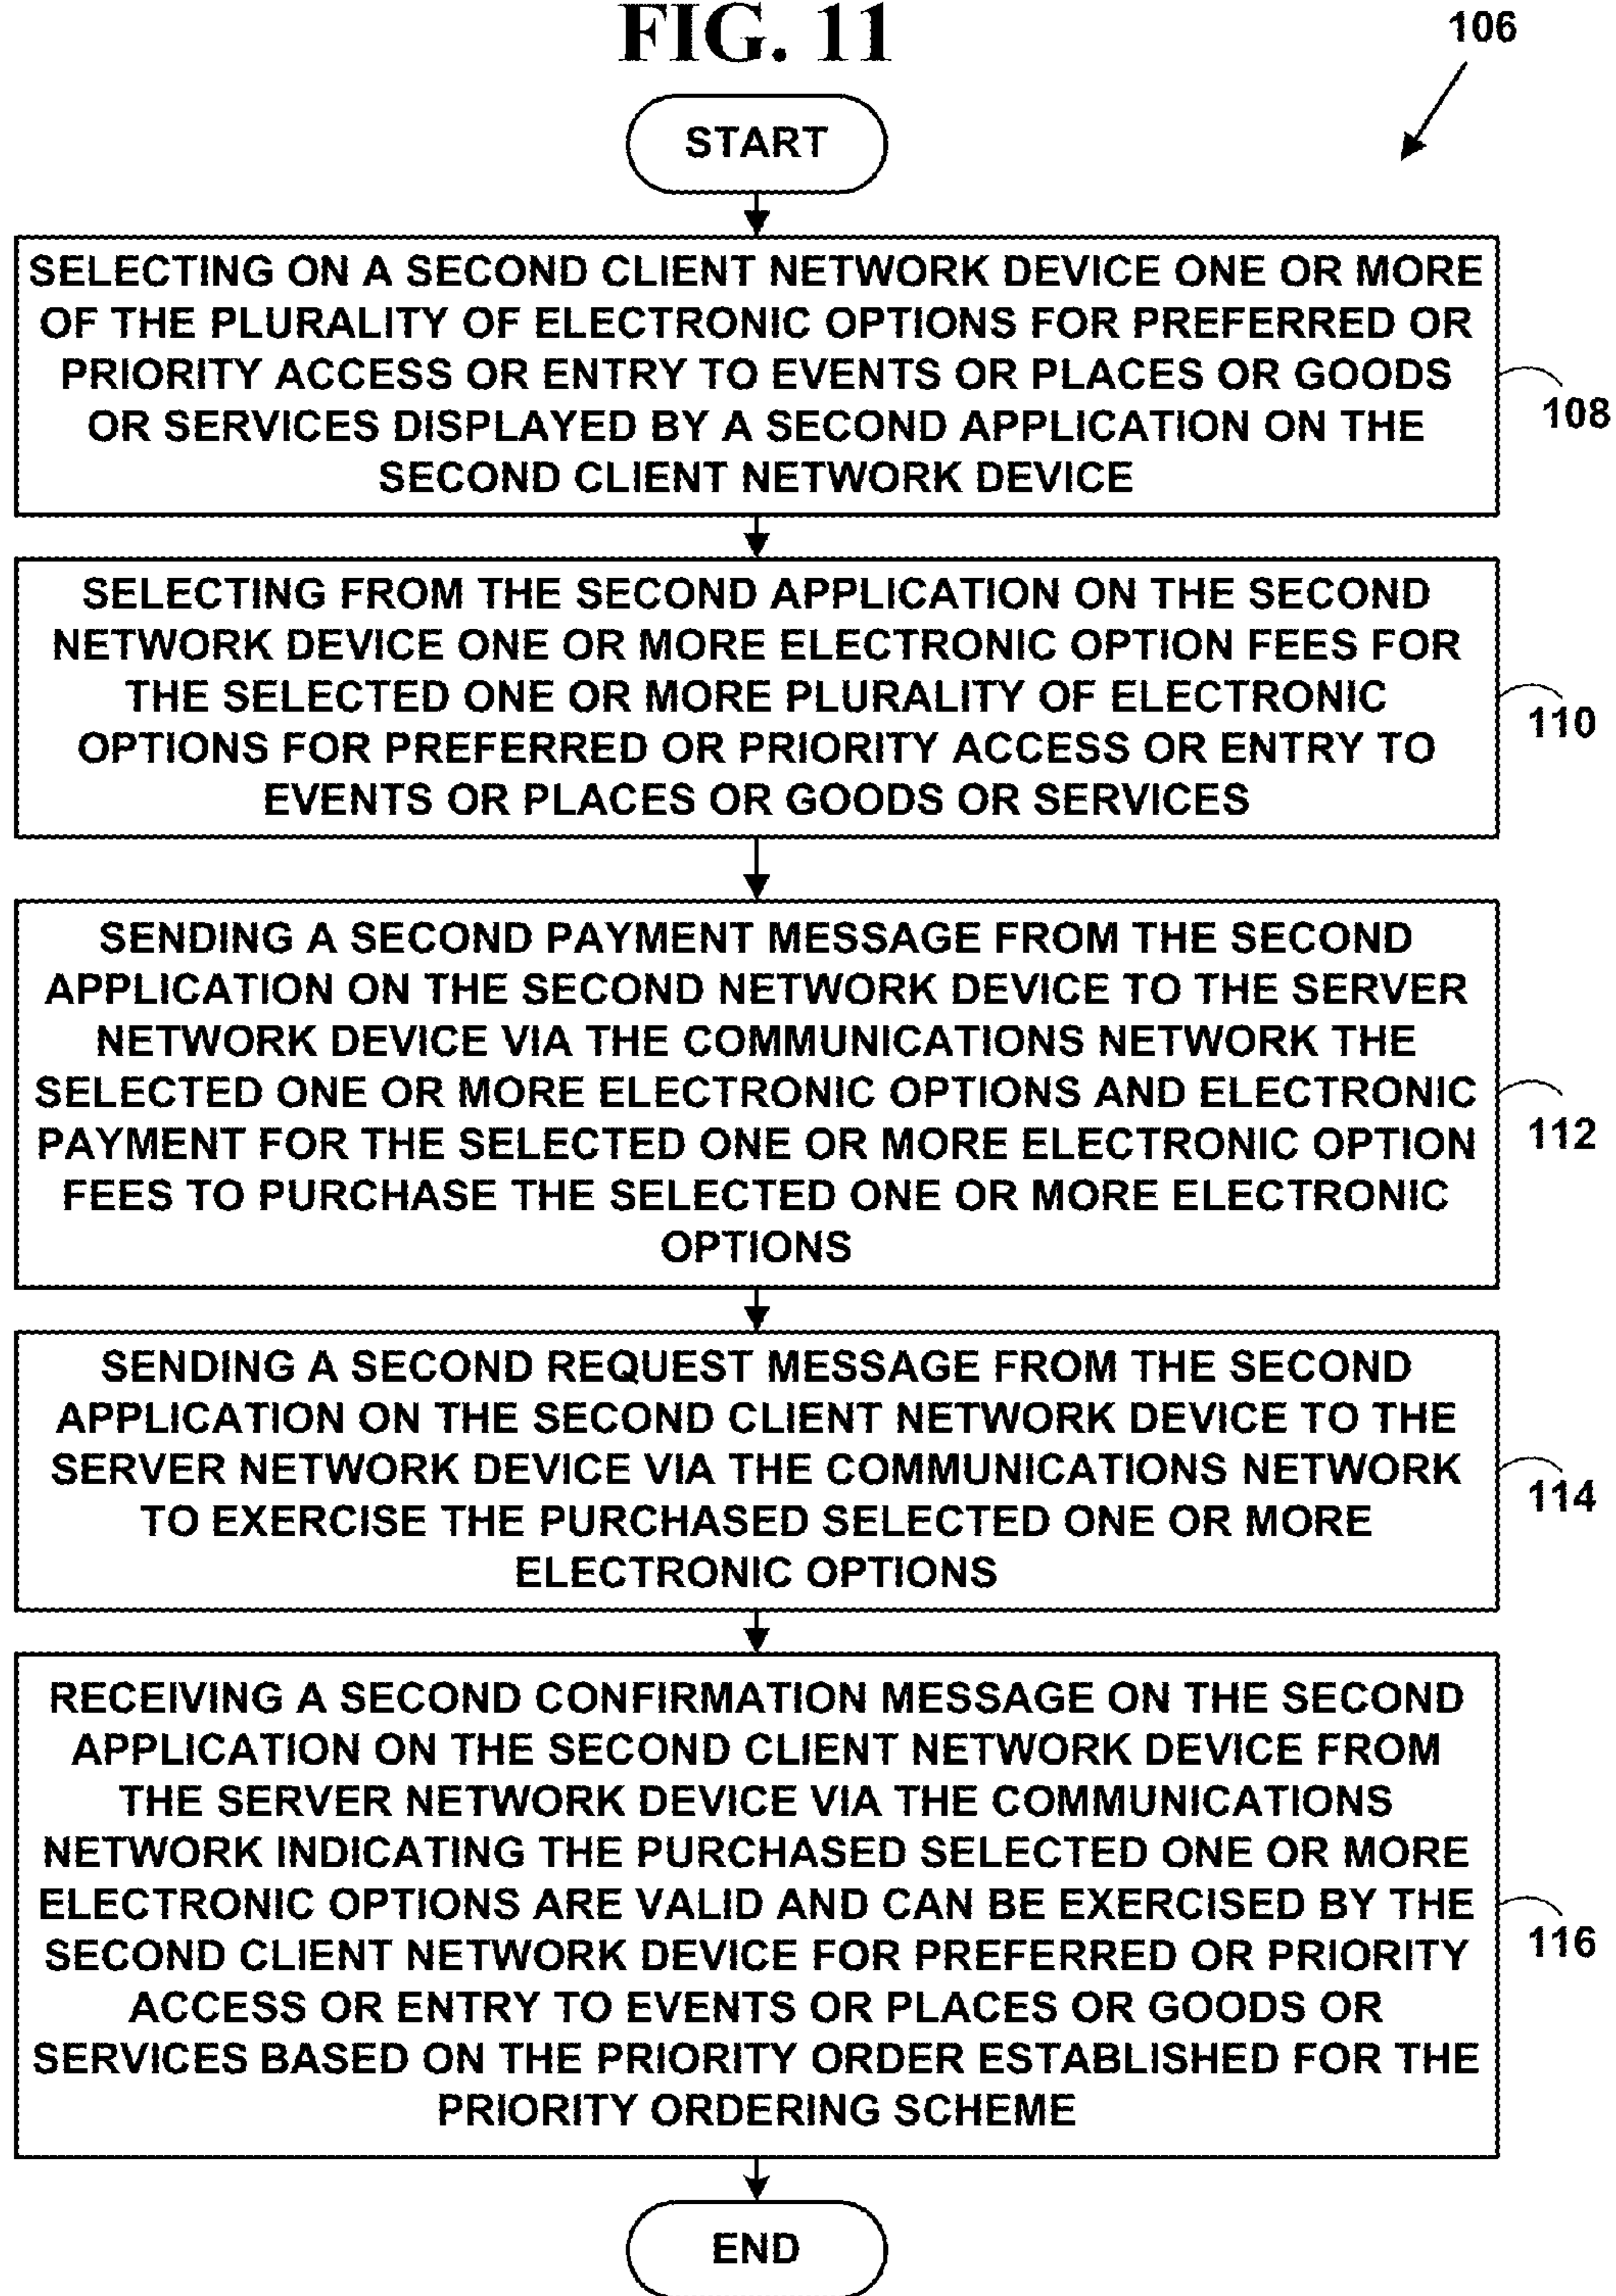 FIG. 11
106
START
SELECTING ON A SECOND CLIENT NETWORK DEVICE ONE OR MORE
OF THE PLURALITY OF ELECTRONIC OPTIONS FOR PREFERRED OR
PRIORITY ACCESS OR ENTRY TO EVENTS OR PLACES OR GOODS
OR SERVICES DISPLAYED BY A SECOND APPLICATION ON THE
SECOND CLIENT NETWORK DEVICE
108
SELECTING FROM THE SECOND APPLICATION ON THE SECOND
NETWORK DEVICE ONE OR MORE ELECTRONIC OPTION FEES FOR
THE SELECTED ONE OR MORE PLURALITY OF ELECTRONIC
OPTIONS FOR PREFERRED OR PRIORITY ACCESS OR ENTRY TO
EVENTS OR PLACES OR GOODS OR SERVICES
110
SENDING A SECOND PAYMENT MESSAGE FROM THE SECOND
APPLICATION ON THE SECOND NETWORK DEVICE TO THE SERVER
NETWORK DEVICE VIA THE COMMUNICATIONS NETWORK THE
SELECTED ONE OR MORE ELECTRONIC OPTIONS AND ELECTRONIC
PAYMENT FOR THE SELECTED ONE OR MORE ELECTRONIC OPTION
FEES TO PURCHASE THE SELECTED ONE OR MORE ELECTRONIC
OPTIONS
112
SENDING A SECOND REQUEST MESSAGE FROM THE SECOND
APPLICATION ON THE SECOND CLIENT NETWORK DEVICE TO THE
SERVER NETWORK DEVICE VIA THE COMMUNICATIONS NETWORK
TO EXERCISE THE PURCHASED SELECTED ONE OR MORE
ELECTRONIC OPTIONS
114
RECEIVING A SECOND CONFIRMATION MESSAGE ON THE SECOND
APPLICATION ON THE SECOND CLIENT NETWORK DEVICE FROM
THE SERVER NETWORK DEVICE VIA THE COMMUNICATIONS
NETWORK INDICATING THE PURCHASED SELECTED ONE OR MORE
ELECTRONIC OPTIONS ARE VALID AND CAN BE EXERCISED BY THE
SECOND CLIENT NETWORK DEVICE FOR PREFERRED OR PRIORITY
ACCESS OR ENTRY TO EVENTS OR PLACES OR GOODS OR
SERVICES BASED ON THE PRIORITY ORDER ESTABLISHED FOR THE
PRIORITY ORDERING SCHEME
116
END